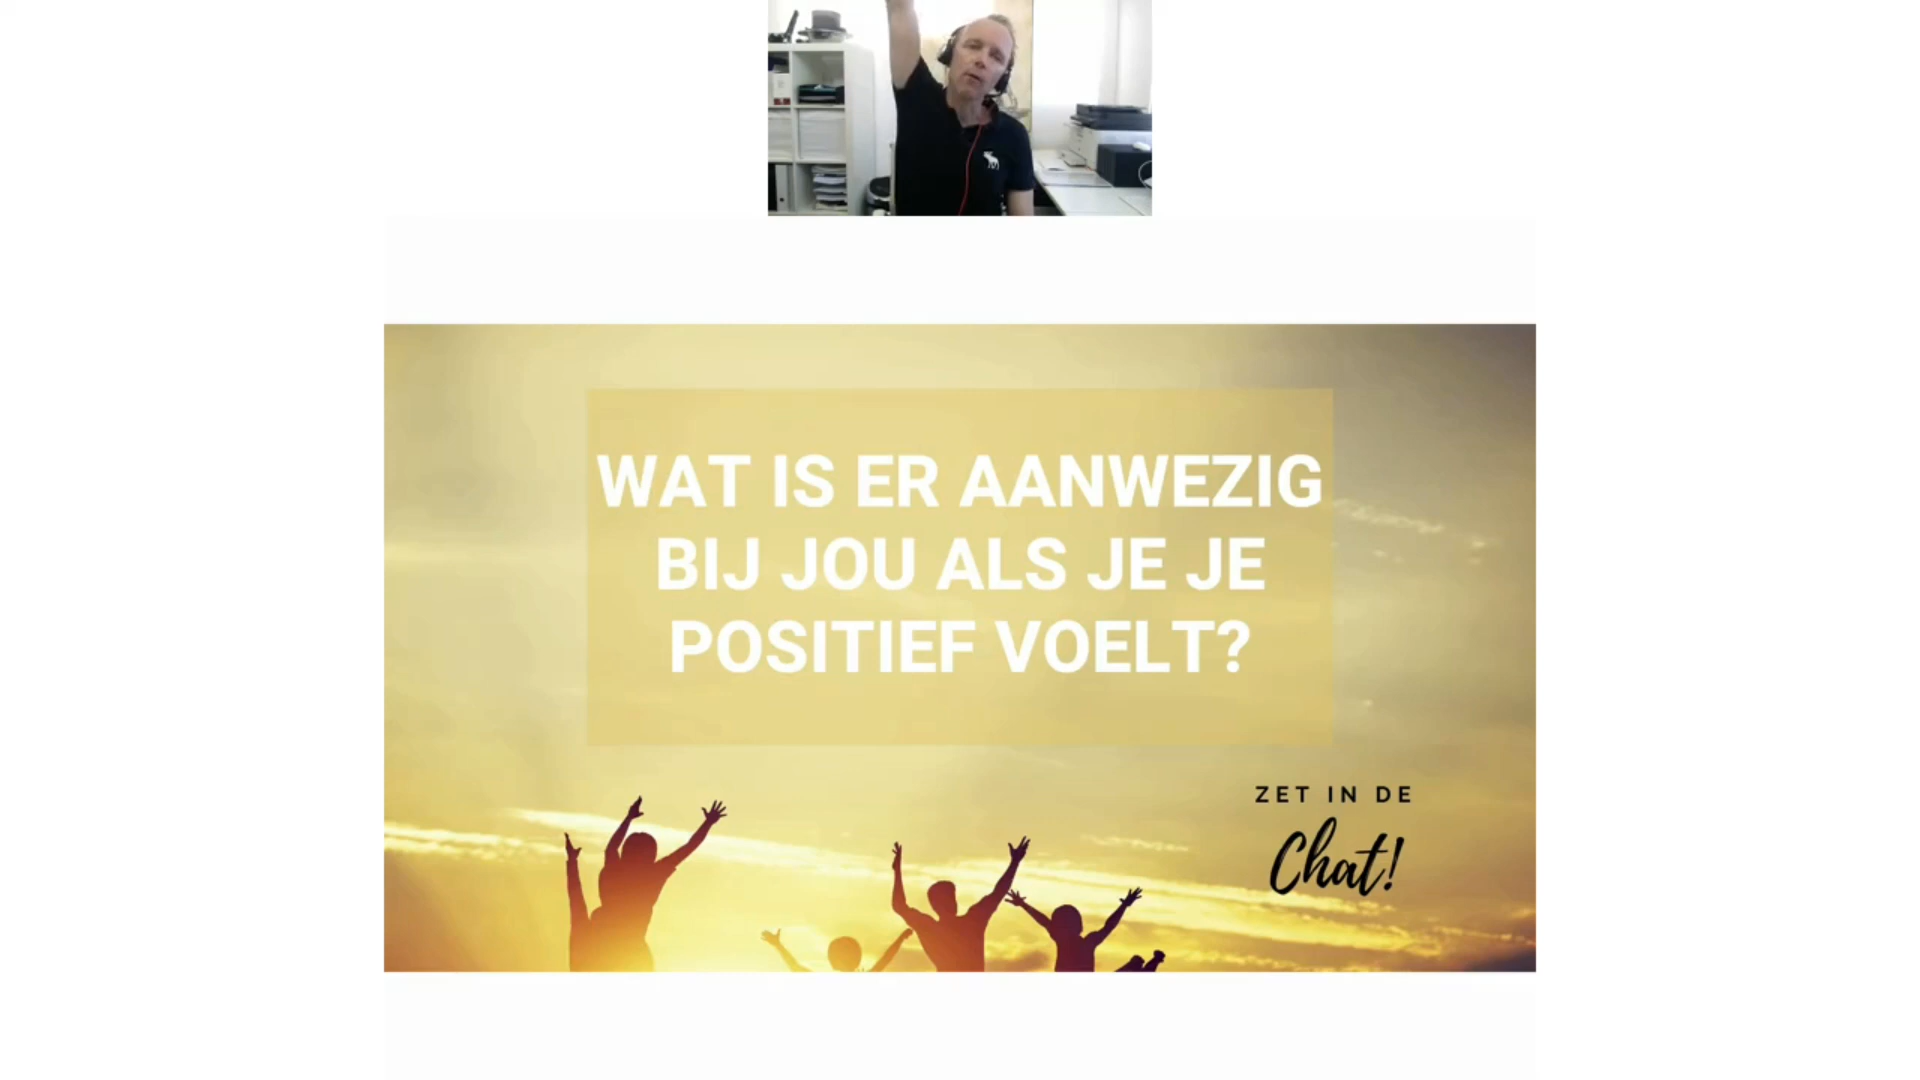 WAT IS ER AANWEZIG
BIJ JOU ALS JE JE
POSITIEF VOELT?
ZET IN DE
Chat!